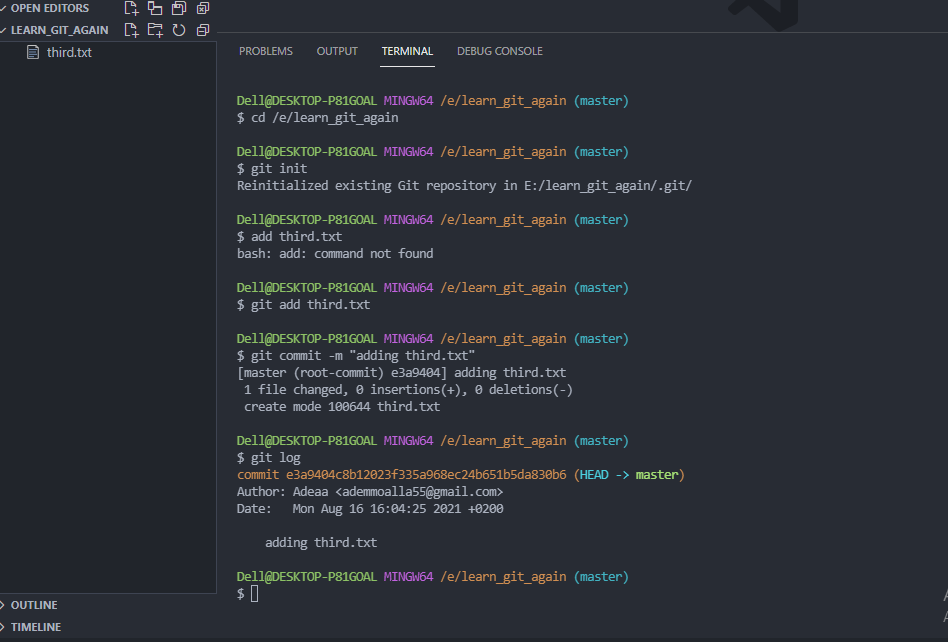 OPEN EDITORS
LEARN_GIT_AGAIN
third.txt
PROBLEMS OUTPUT TERMINAL DEBUG CONSOLE
Dell@DESKTOP-P81GOAL MINGW64 /e/learn_git_again (master)
$ cd /e/learn_git_again
Dell@DESKTOP-P81GOAL MINGW64 /e/learn_git_again (master)
$ git init
Reinitialized existing Git repository in E:/learn_git_again/.git/
Dell@DESKTOP-P81GOAL MINGW64 /e/learn_git_again (master)
$ add third.txt
bash: add: command not found
Dell@DESKTOP-P81GOAL MINGW64 /e/learn_git_again (master)
$ git add third.txt
Dell@DESKTOP-P81GOAL MINGW64 /e/learn_git_again (master)
$ git commit -m "adding third.txt"
[master (root-commit) e3a9404] adding third.txt
1 file changed, 0 insertions(+), 0 deletions(-)
create mode 100644 third.txt
Dell@DESKTOP-P81GOAL MINGW64 /e/learn_git_again (master)
$ git log
commit e3a9404c8b12023f335a968ec24b651b5da830b6 (HEAD -> master)
Author: Adeaa <ademmoalla55@gmail.com>
Date: Mon Aug 16 16:04:25 2021 +0200
adding third.txt
Dell@DESKTOP-P81GOAL MINGW64 /e/learn_git_again (master)
$
OUTLINE
TIMELINE